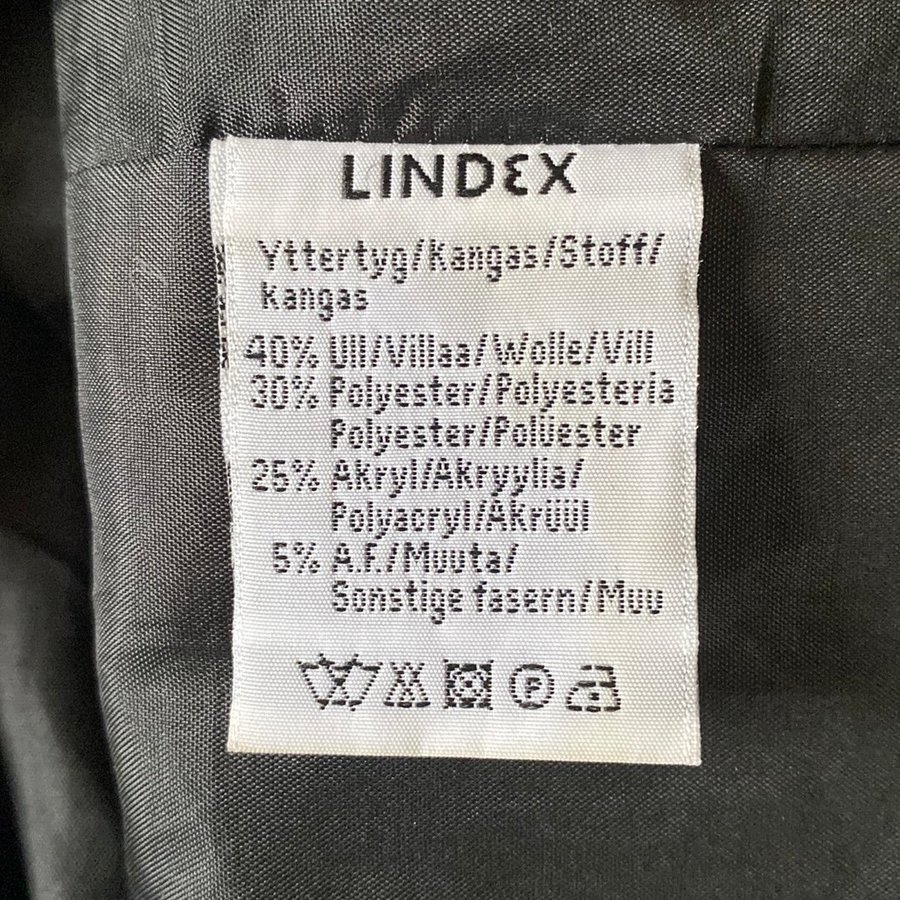 LINDEX
Yttertyg/Kangas/Stoff/
kangas
40% Ull/Villaa/Wolle/Vill
30% Polyester/Polyesteria
Polyester/Polüester
25% Akryl/Akryylia/
Polyacryl/Akrüül
5% A.F./Muuta/
Sonstige fasern/Muu
P